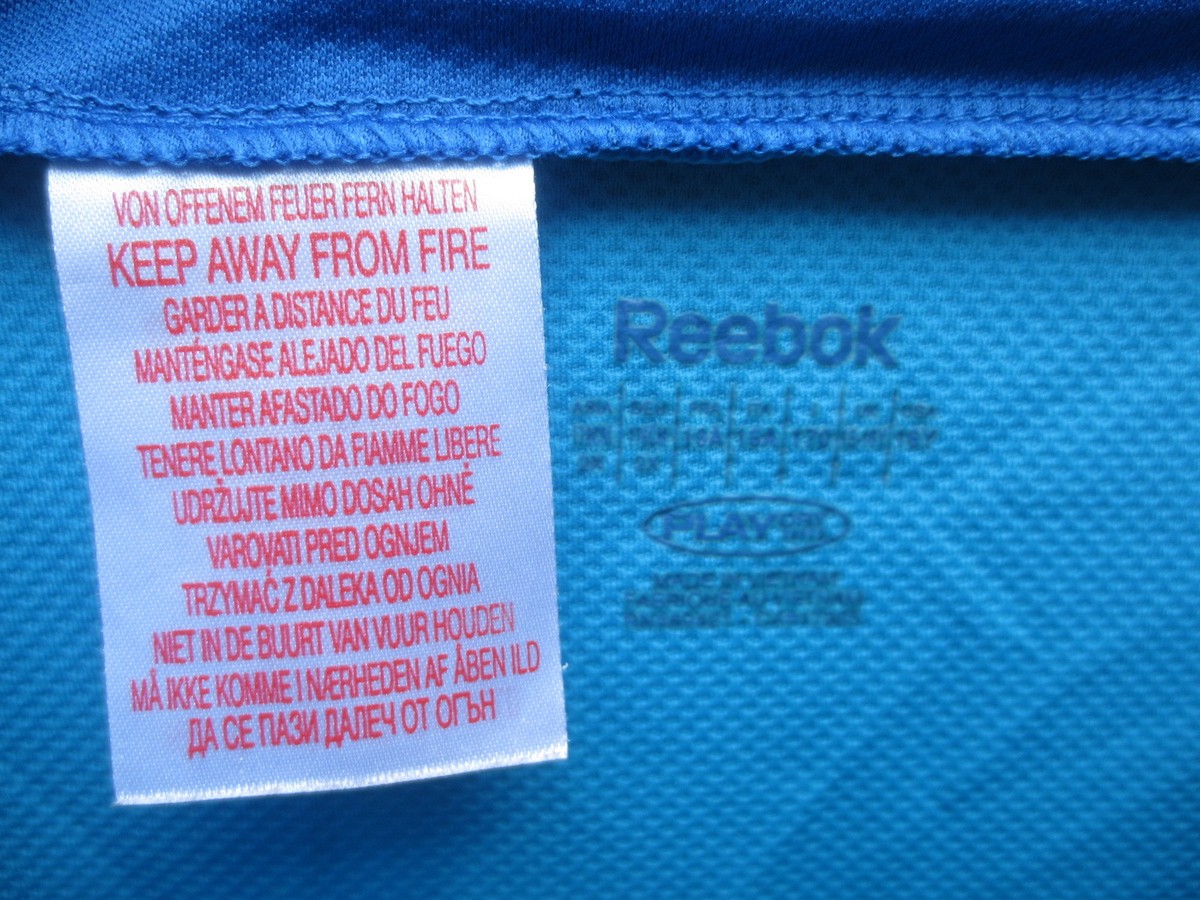 VON OFFENEM FEUER FERN HALTEN
KEEP AWAY FROM FIRE
GARDER A DISTANCE DU FEU
MANTÉNGASE ALEJADO DEL FUEGO
MANTER AFASTADO DO FOGO
TENERE LONTANO DA FIAMME LIBERE
UDRŽUJTE MIMO DOSAH OHNĚ
VAROVATI PRED OGNJEM
TRZYMAĆ Z DALEKA OD OGNIA
NIET IN DE BUURT VAN VUUR HOUDEN
MÅ IKKE KOMME I NÆRHEDEN AF ÅBEN ILD
ДА СЕ ПАЗИ ДАЛЕЧ ОТ ОГЪН
Reebok
PLAY
MADE IN VIETNAM